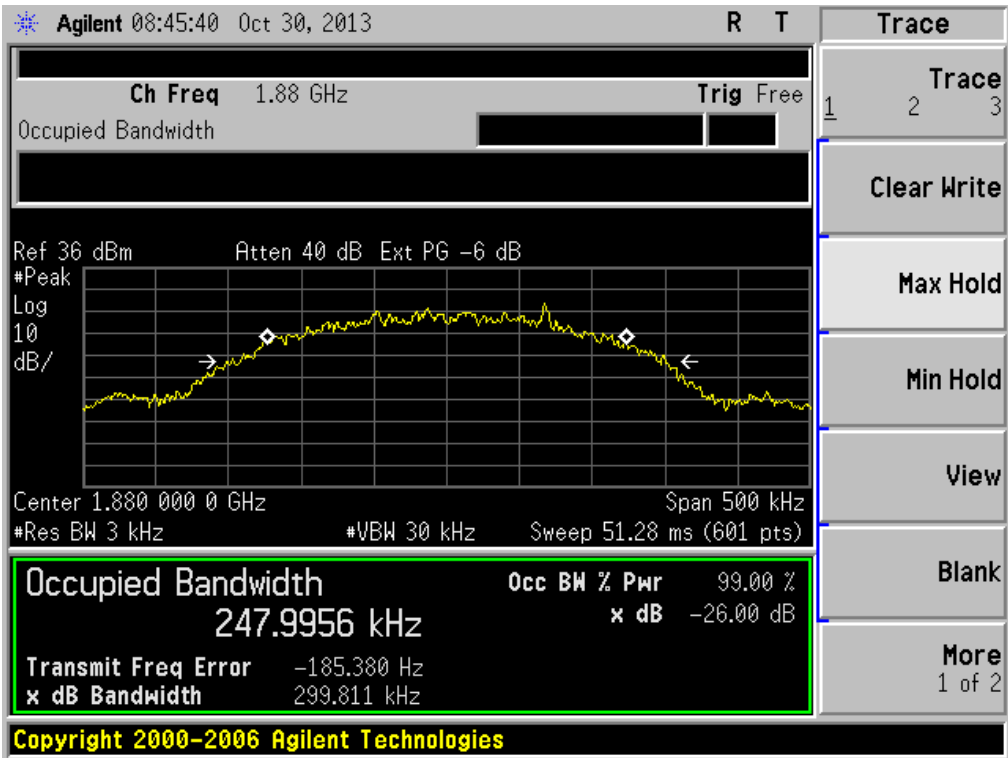 Agilent 08:45:40 Oct 30, 2013 R T
Trace
Ch Freq 1.88 GHz Trig Free
Occupied Bandwidth
Trace
1 2 3
Clear Write
Max Hold
Min Hold
View
Blank
More
1 of 2
Ref 36 dBm Atten 40 dB Ext PG -6 dB
#Peak
Log
10
dB/
Center 1.880 000 0 GHz Span 500 kHz
#Res BW 3 kHz #VBW 30 kHz Sweep 51.28 ms (601 pts)
Occupied Bandwidth Occ BW % Pwr 99.00 %
247.9956 kHz x dB -26.00 dB
Transmit Freq Error -185.380 Hz
x dB Bandwidth 299.811 kHz
Copyright 2000-2006 Agilent Technologies